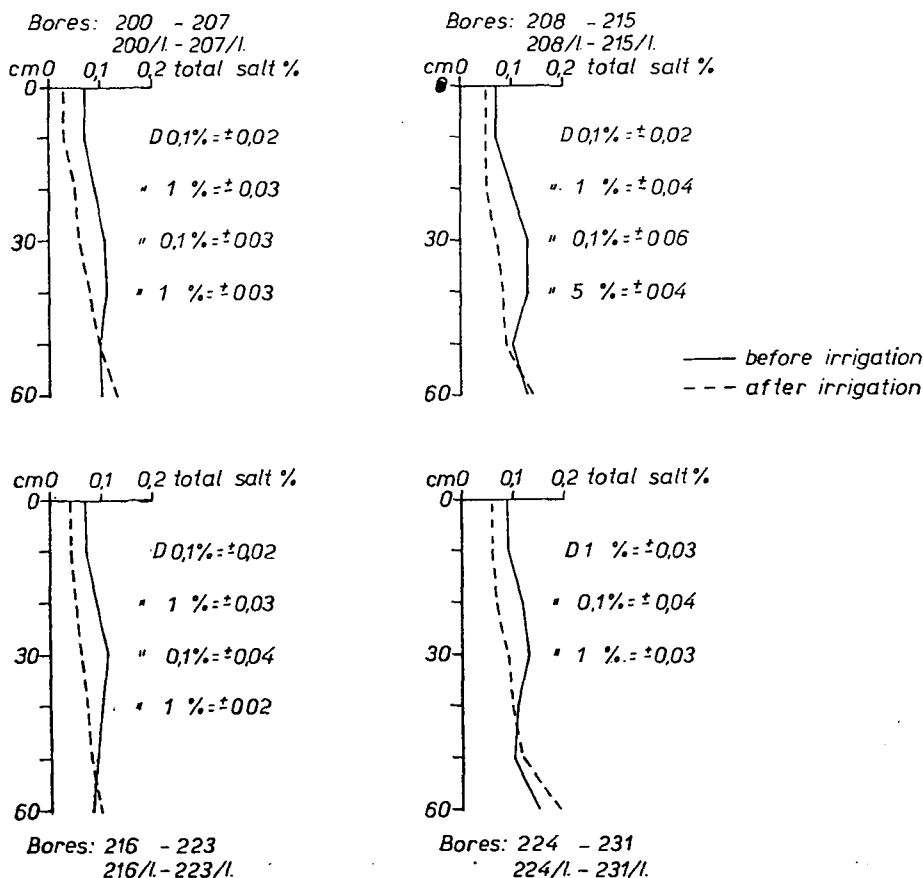 Bores: 200 - 207
200/l. - 207/l.
cm 0 0,1 0,2 total salt %
0
D 0,1% = ±0,02
" 1 % = ±0,03
30
" 0,1% = ±003
" 1 % = ±003
60
Bores: 208 - 215
208/l. - 215/l.
cm 0 0,1 0,2 total salt %
D 0,1% = ±0,02
" 1 % = ±0,04
30
" 0,1% = ±006
" 5 % = ±004
60
before irrigation
after irrigation
cm 0 0,1 0,2 total salt %
0
D 0,1% = ±0,02
" 1 % = ±0,03
30
" 0,1% = ±0,04
" 1 % = ±002
60
Bores: 216 - 223
216/l. - 223/l.
cm 0 0,1 0,2 total salt %
0
D 1 % = ±0,03
" 0,1% = ±0,04
30
" 1 %. = ±0,03
60
Bores: 224 - 231
224/l. - 231/l.